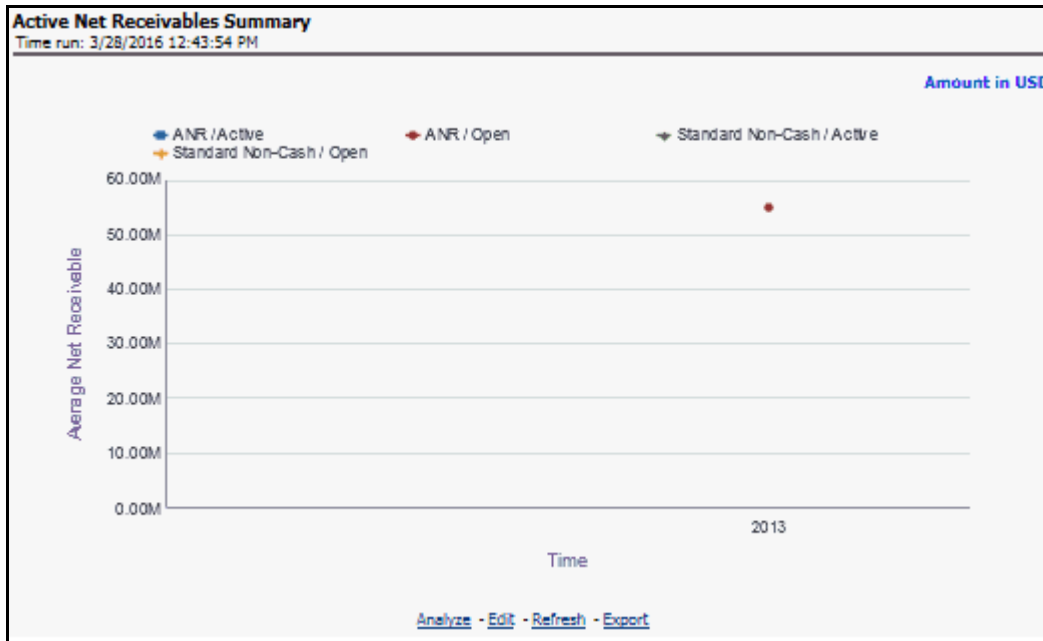 Active Net Receivables Summary
Time run: 3/28/2016 12:43:54 PM
Amount in USD
ANR /Active
ANR / Open
Standard Non-Cash / Active
Standard Non-Cash / Open
60.00M
50.00M
40.00M
30.00M
20.00M
10.00M
0.00M
Average Net Receivable
2013
Time
Analyze - Edit - Refresh - Export